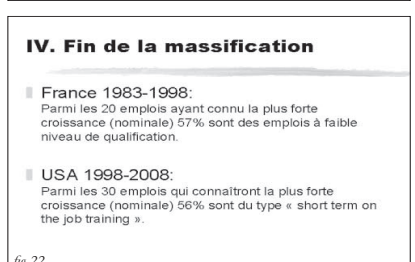 IV. Fin de la massification
France 1983-1998:
Parmi les 20 emplois ayant connu la plus forte
croissance (nominale) 57% sont des emplois à faible
niveau de qualification.
USA 1998-2008:
Parmi les 30 emplois qui connaîtront la plus forte
croissance (nominale) 56% sont du type « short term on
the job training ».
fig 22